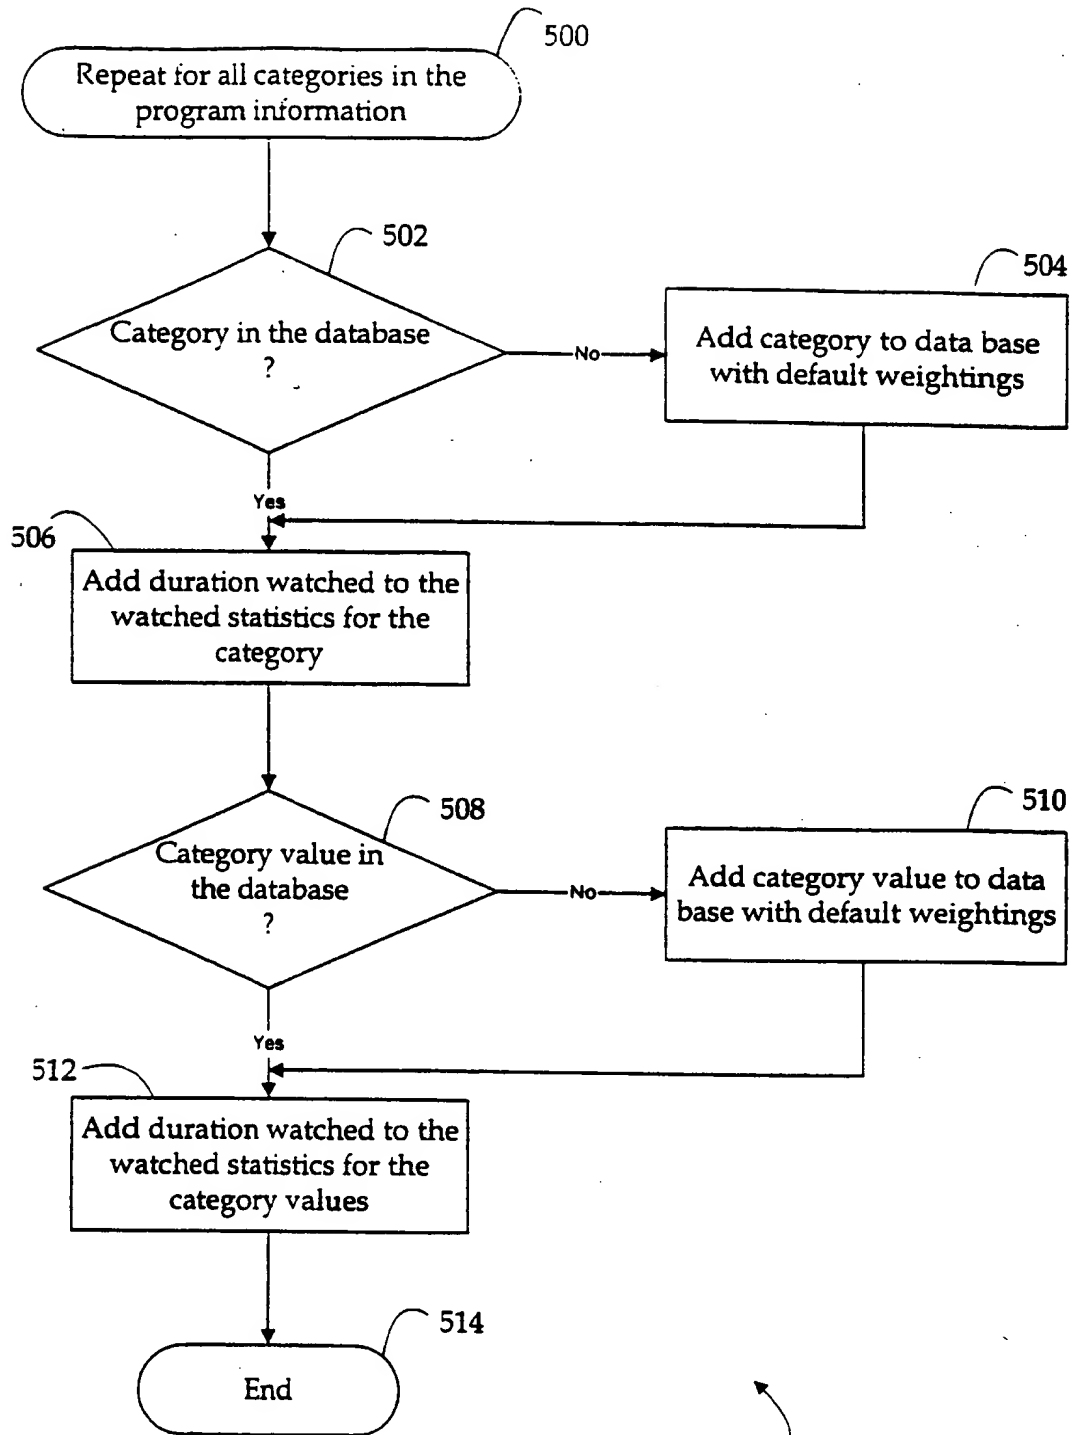 500
Repeat for all categories in the
program information
502
Category in the database
?
No
504
Add category to data base
with default weightings
Yes
506
Add duration watched to the
watched statistics for the
category
508
Category value in
the database
?
No
510
Add category value to data
base with default weightings
Yes
512
Add duration watched to the
watched statistics for the
category values
514
End